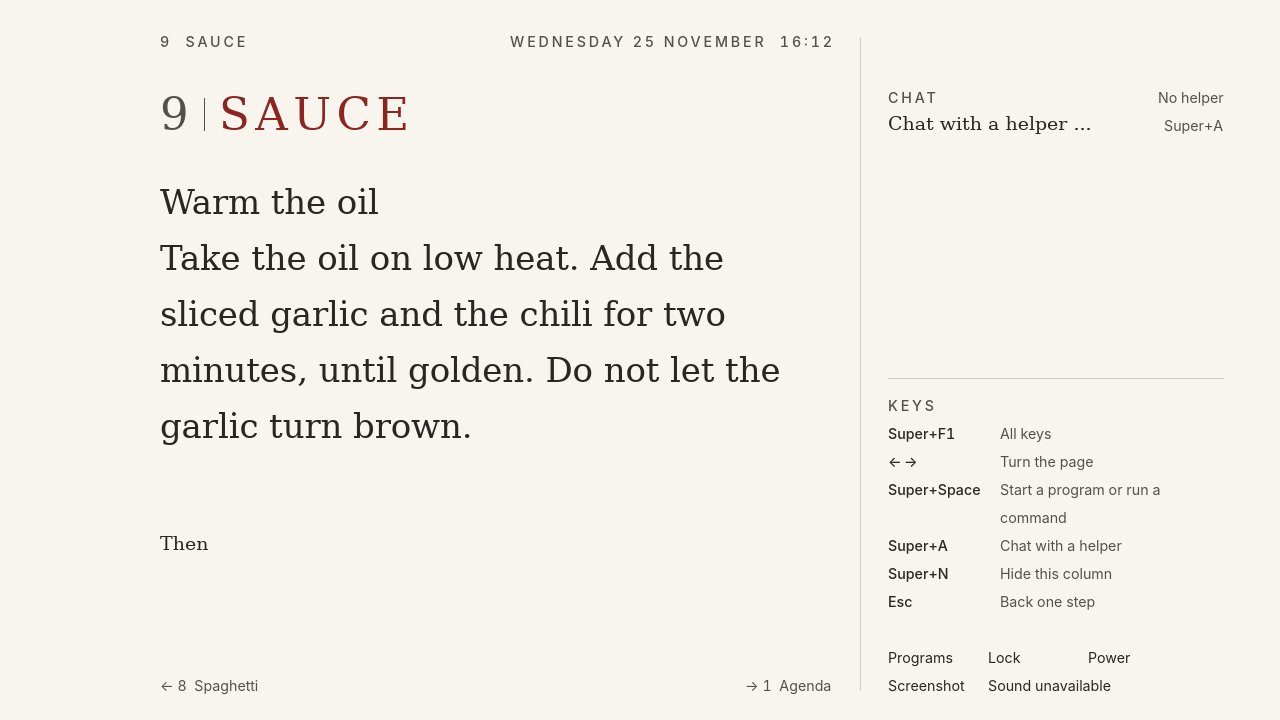 9 SAUCE
WEDNESDAY 25 NOVEMBER 16:12
9 SAUCE
Warm the oil
Take the oil on low heat. Add the
sliced garlic and the chili for two
minutes, until golden. Do not let the
garlic turn brown.
Then
← 8 Spaghetti
→ 1 Agenda
CHAT
No helper
Chat with a helper ...
Super+A
KEYS
Super+F1 All keys
← → Turn the page
Super+Space Start a program or run a
command
Super+A Chat with a helper
Super+N Hide this column
Esc Back one step
Programs Lock Power
Screenshot Sound unavailable